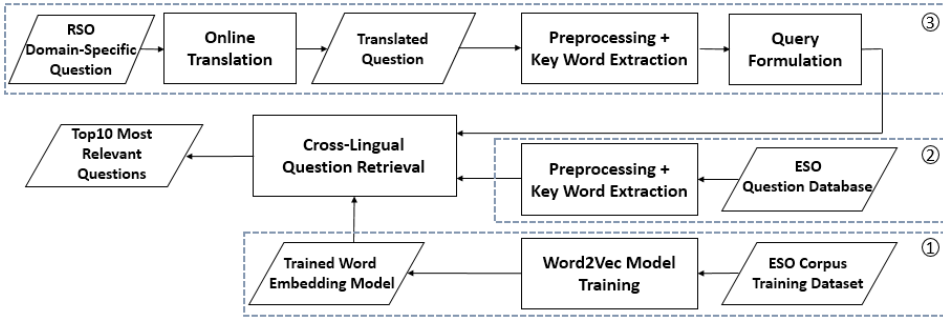 RSO
Domain-Specific
Question
Online
Translation
Translated
Question
Preprocessing +
Key Word Extraction
Query
Formulation
③
Top10 Most
Relevant
Questions
Cross-Lingual
Question Retrieval
Preprocessing +
Key Word Extraction
ESO
Question Database
②
Trained Word
Embedding Model
Word2Vec Model
Training
ESO Corpus
Training Dataset
①